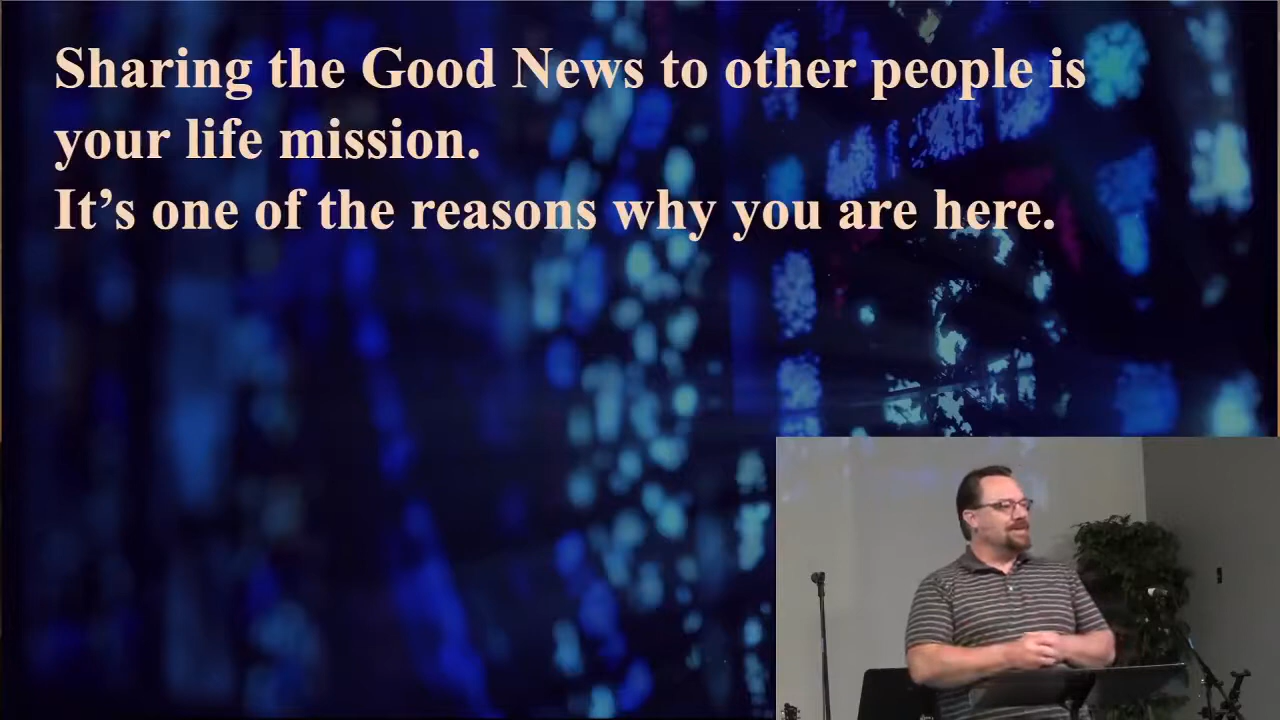 Sharing the Good News to other people is
your life mission.
It’s one of the reasons why you are here.